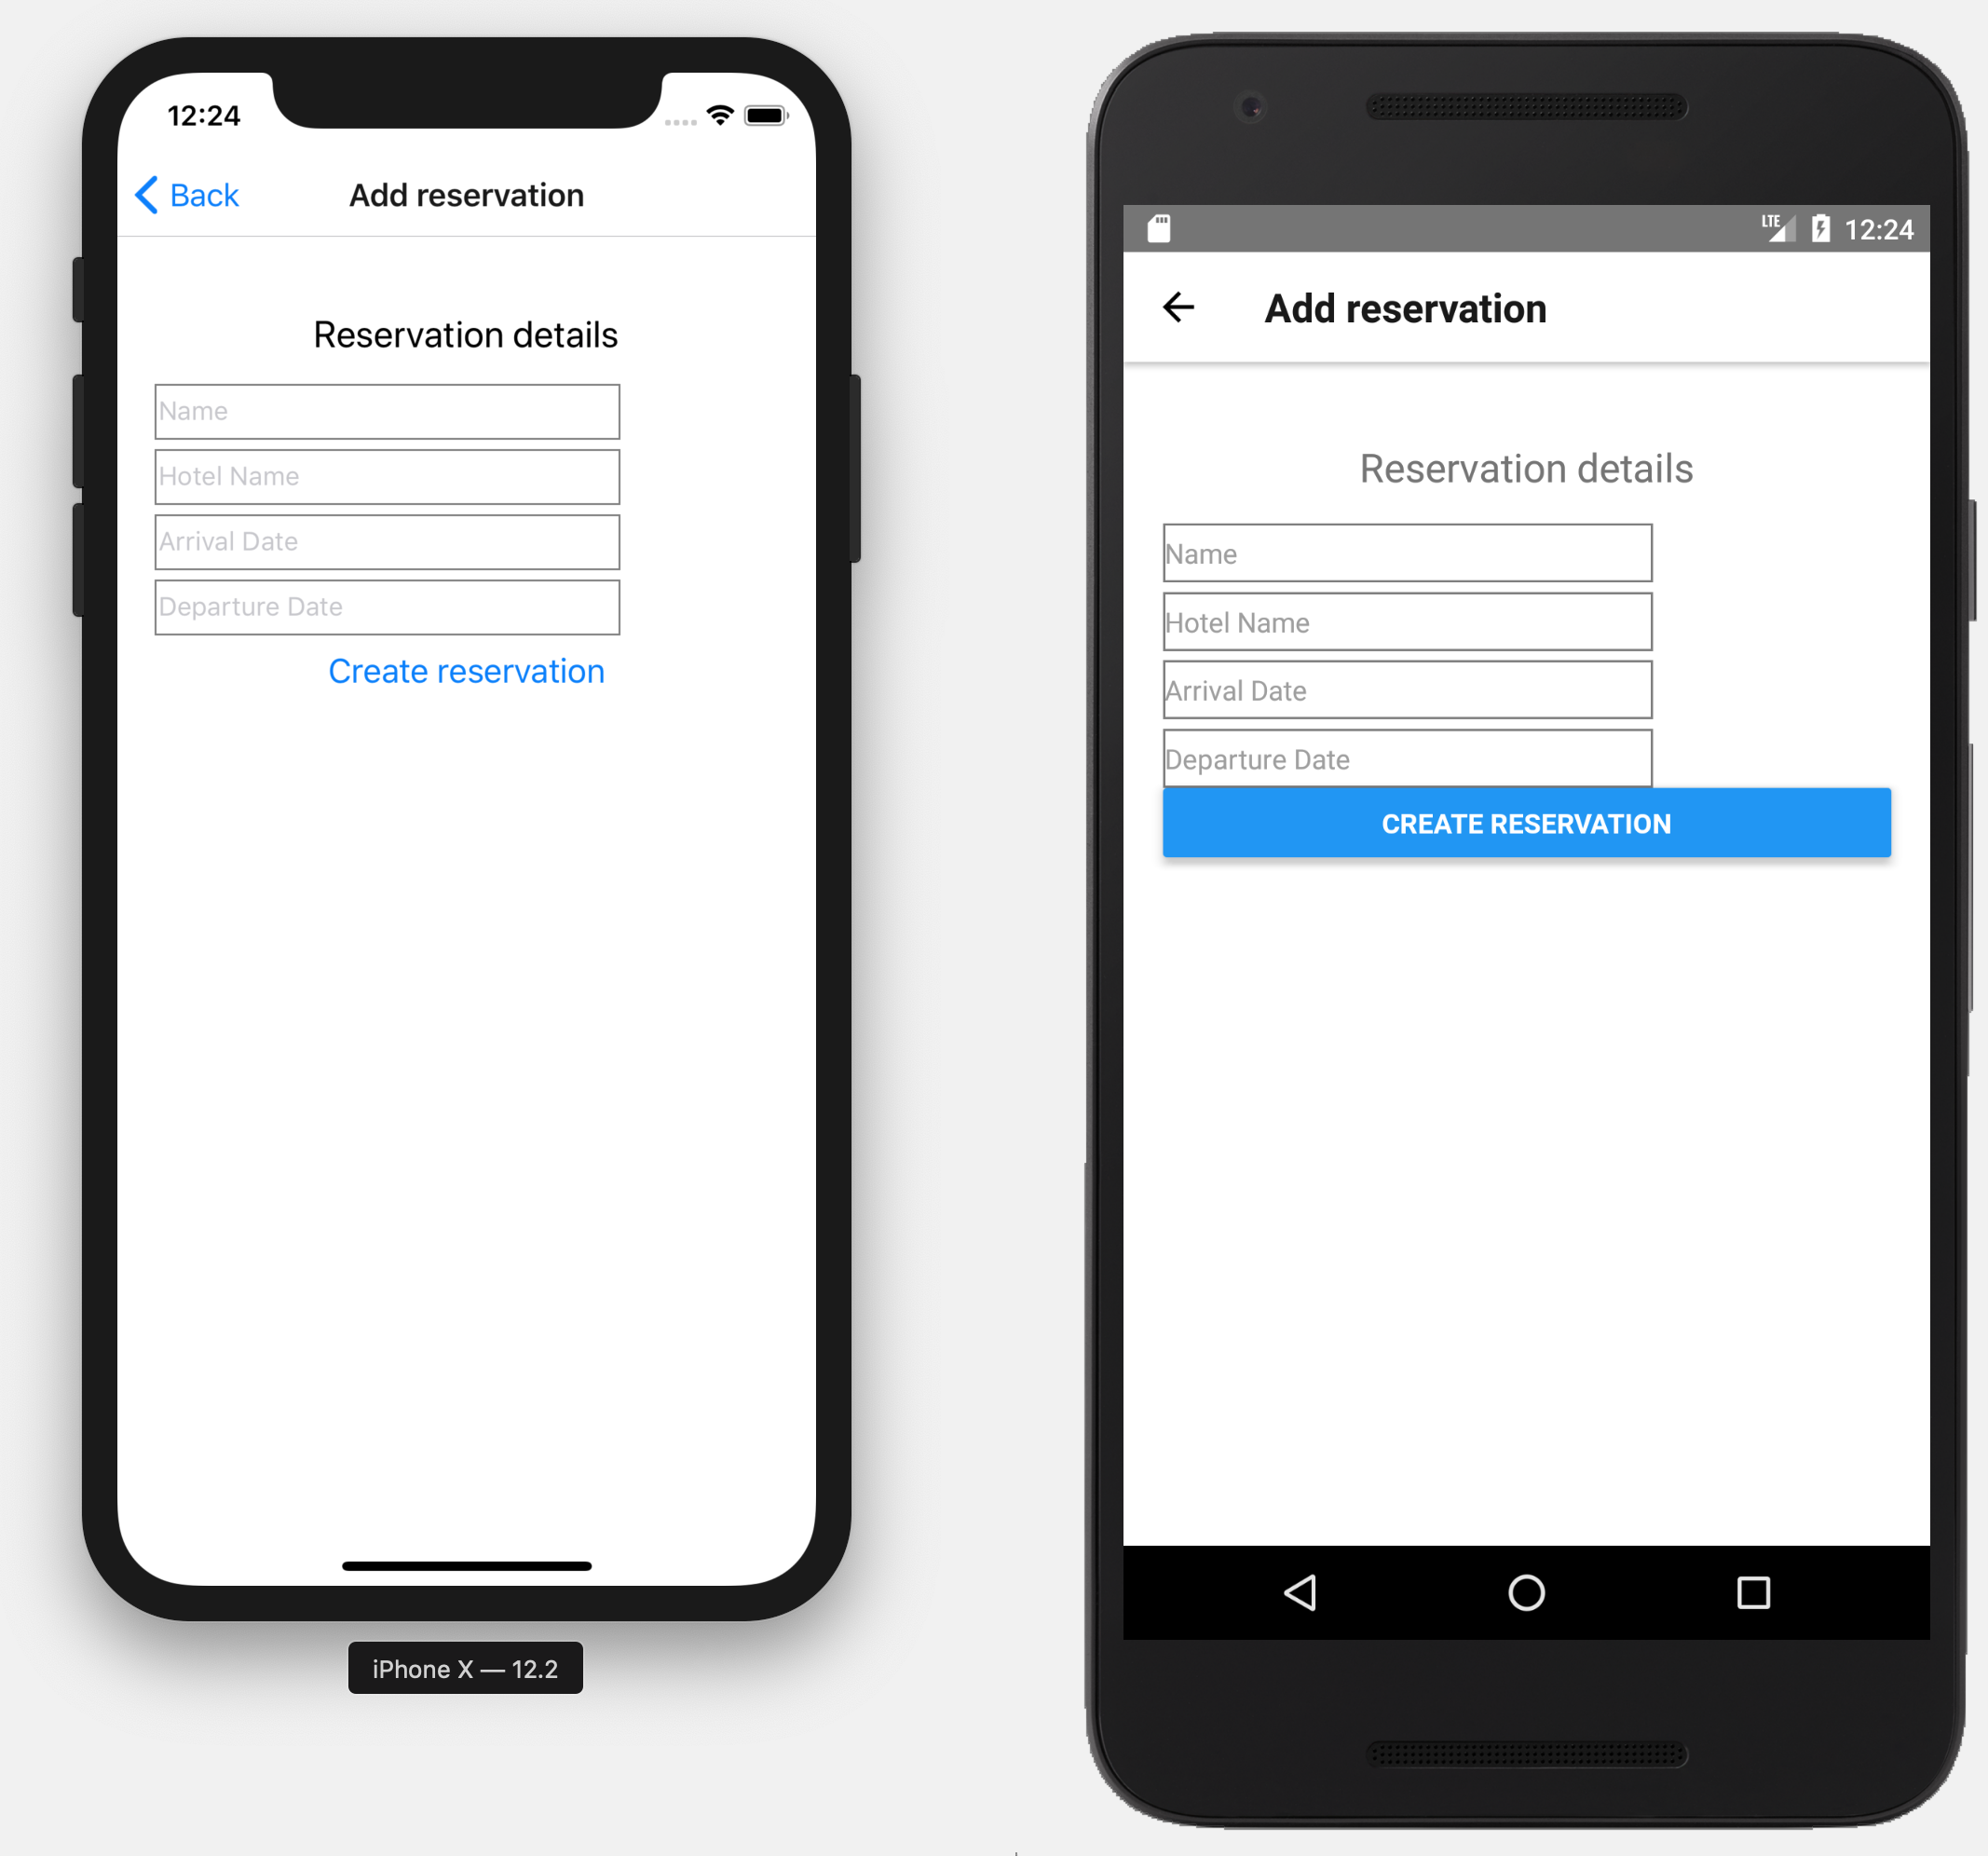 12:24
Back
Add reservation
Reservation details
Name
Hotel Name
Arrival Date
Departure Date
Create reservation
iPhone X — 12.2
LTE
12:24
Add reservation
Reservation details
Name
Hotel Name
Arrival Date
Departure Date
CREATE RESERVATION